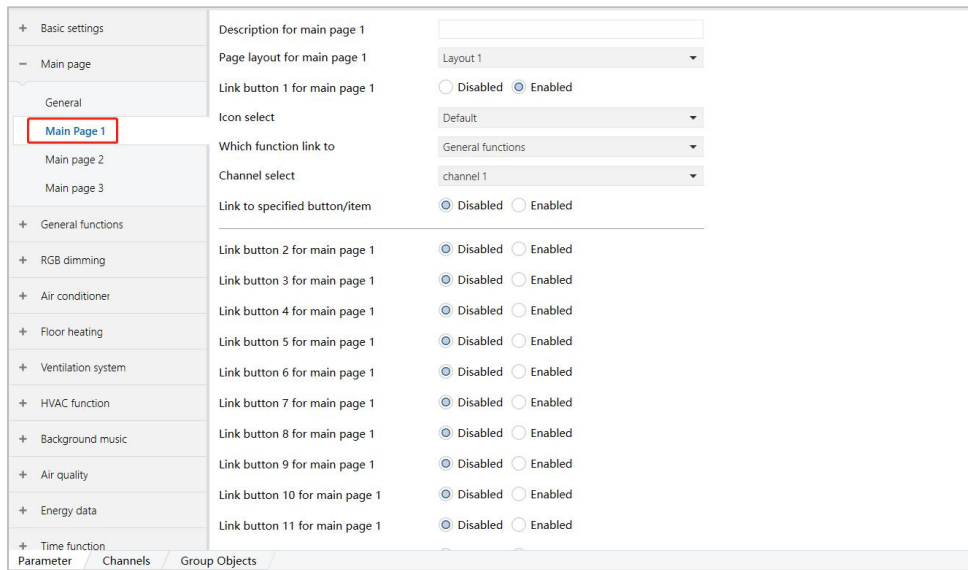 + Basic settings
− Main page
General
Main Page 1
Main page 2
Main page 3
+ General functions
+ RGB dimming
+ Air conditioner
+ Floor heating
+ Ventilation system
+ HVAC function
+ Background music
+ Air quality
+ Energy data
+ Time function
Description for main page 1
Page layout for main page 1 Layout 1
Link button 1 for main page 1 Disabled Enabled
Icon select Default
Which function link to General functions
Channel select channel 1
Link to specified button/item Disabled Enabled
Link button 2 for main page 1 Disabled Enabled
Link button 3 for main page 1 Disabled Enabled
Link button 4 for main page 1 Disabled Enabled
Link button 5 for main page 1 Disabled Enabled
Link button 6 for main page 1 Disabled Enabled
Link button 7 for main page 1 Disabled Enabled
Link button 8 for main page 1 Disabled Enabled
Link button 9 for main page 1 Disabled Enabled
Link button 10 for main page 1 Disabled Enabled
Link button 11 for main page 1 Disabled Enabled
Parameter Channels Group Objects